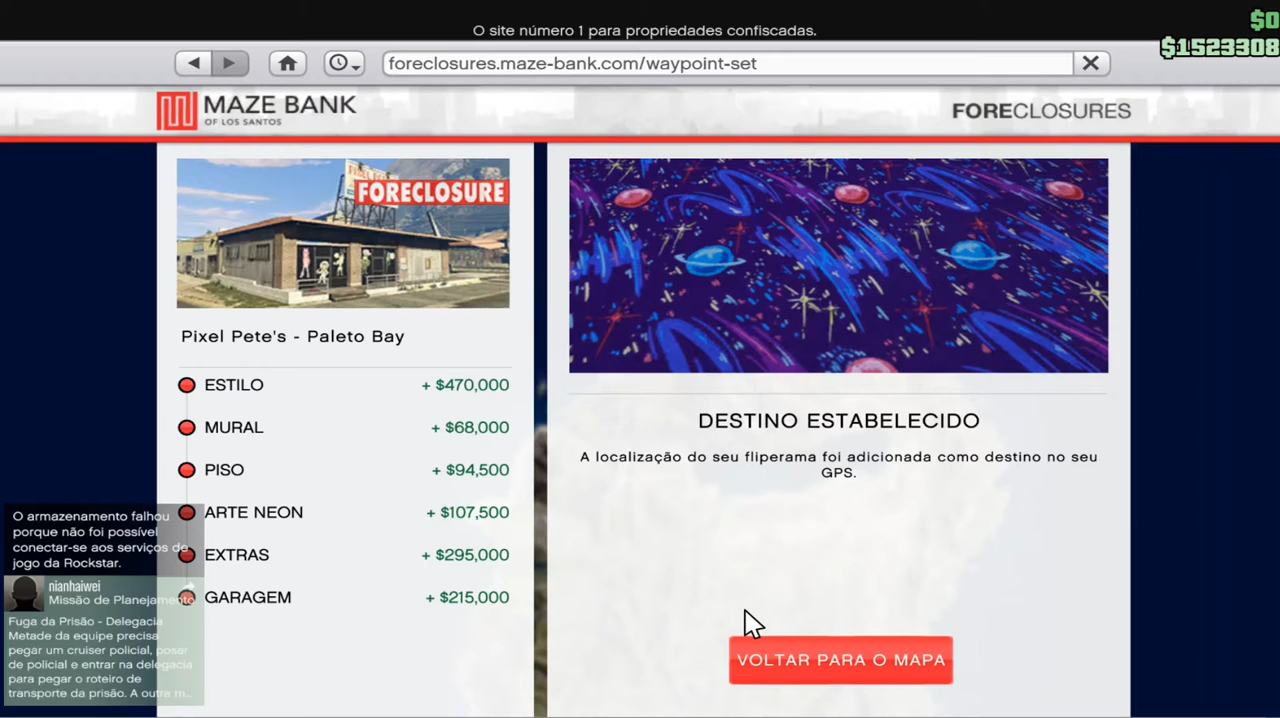 O site número 1 para propriedades confiscadas.
$0
$1523308
foreclosures.maze-bank.com/waypoint-set
MAZE BANK
OF LOS SANTOS
FORECLOSURES
FORECLOSURE
Pixel Pete's - Paleto Bay
ESTILO + $470,000
MURAL + $68,000
PISO + $94,500
ARTE NEON + $107,500
EXTRAS + $295,000
GARAGEM + $215,000
DESTINO ESTABELECIDO
A localização do seu fliperama foi adicionada como destino no seu
GPS.
VOLTAR PARA O MAPA
O armazenamento falhou
porque não foi possível
conectar-se aos serviços de
jogo da Rockstar.
nianhaiwei
Missão de Planejamento
Fuga da Prisão - Delegacia
Metade da equipe precisa
pegar um cruiser policial, posar
de policial e entrar na delegacia
para pegar o roteiro de
transporte da prisão. A outra m...